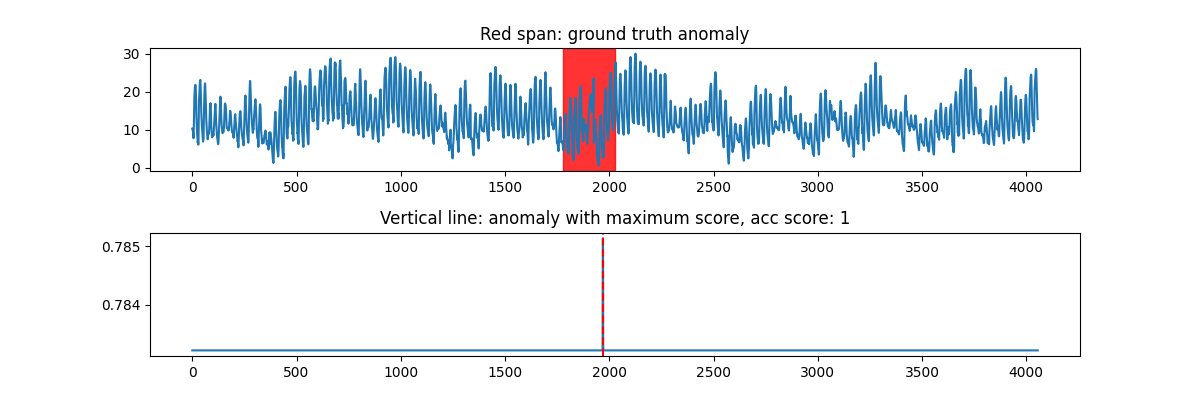 Red span: ground truth anomaly
30
20
10
0
0 500 1000 1500 2000 2500 3000 3500 4000
Vertical line: anomaly with maximum score, acc score: 1
0.785
0.784
0 500 1000 1500 2000 2500 3000 3500 4000